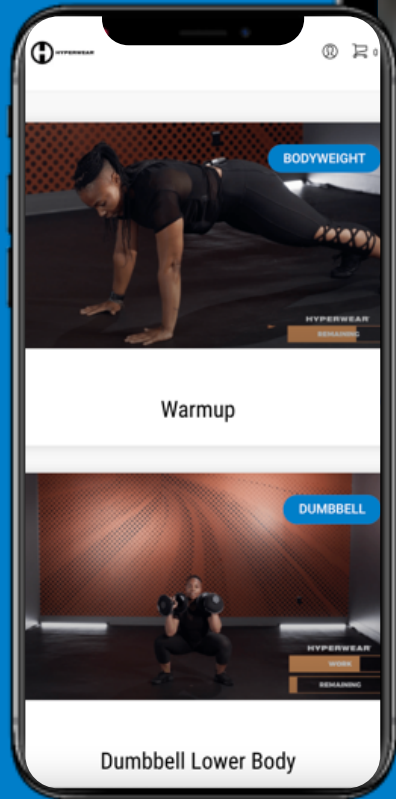 HYPERWEAR
0
BODYWEIGHT
HYPERWEAR
REMAINING
Warmup
DUMBBELL
HYPERWEAR
WORK
REMAINING
Dumbbell Lower Body